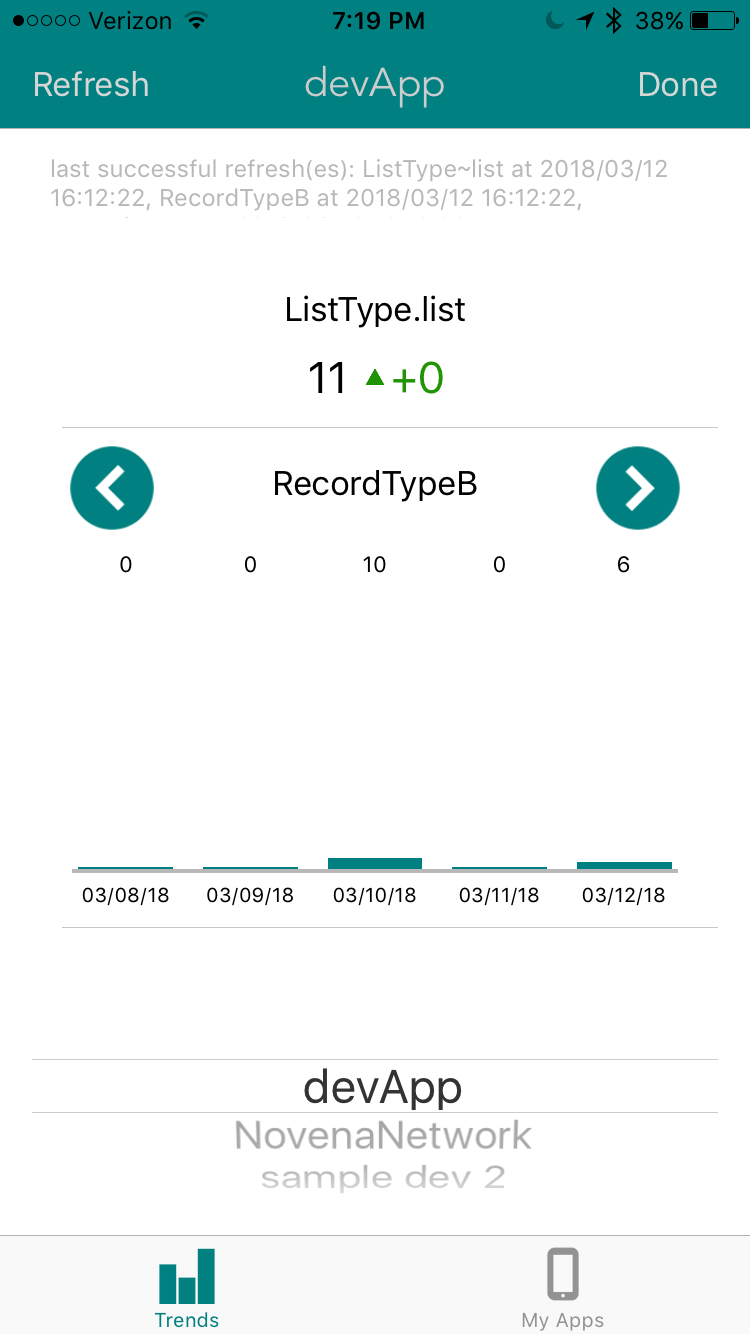 Verizon 7:19 PM 38%
Refresh devApp Done
last successful refresh(es): ListType~list at 2018/03/12
16:12:22, RecordTypeB at 2018/03/12 16:12:22,
ListType.list
11 ▲+0
RecordTypeB
0 0 10 0 6
03/08/18 03/09/18 03/10/18 03/11/18 03/12/18
devApp
NovenaNetwork
sample dev 2
Trends My Apps